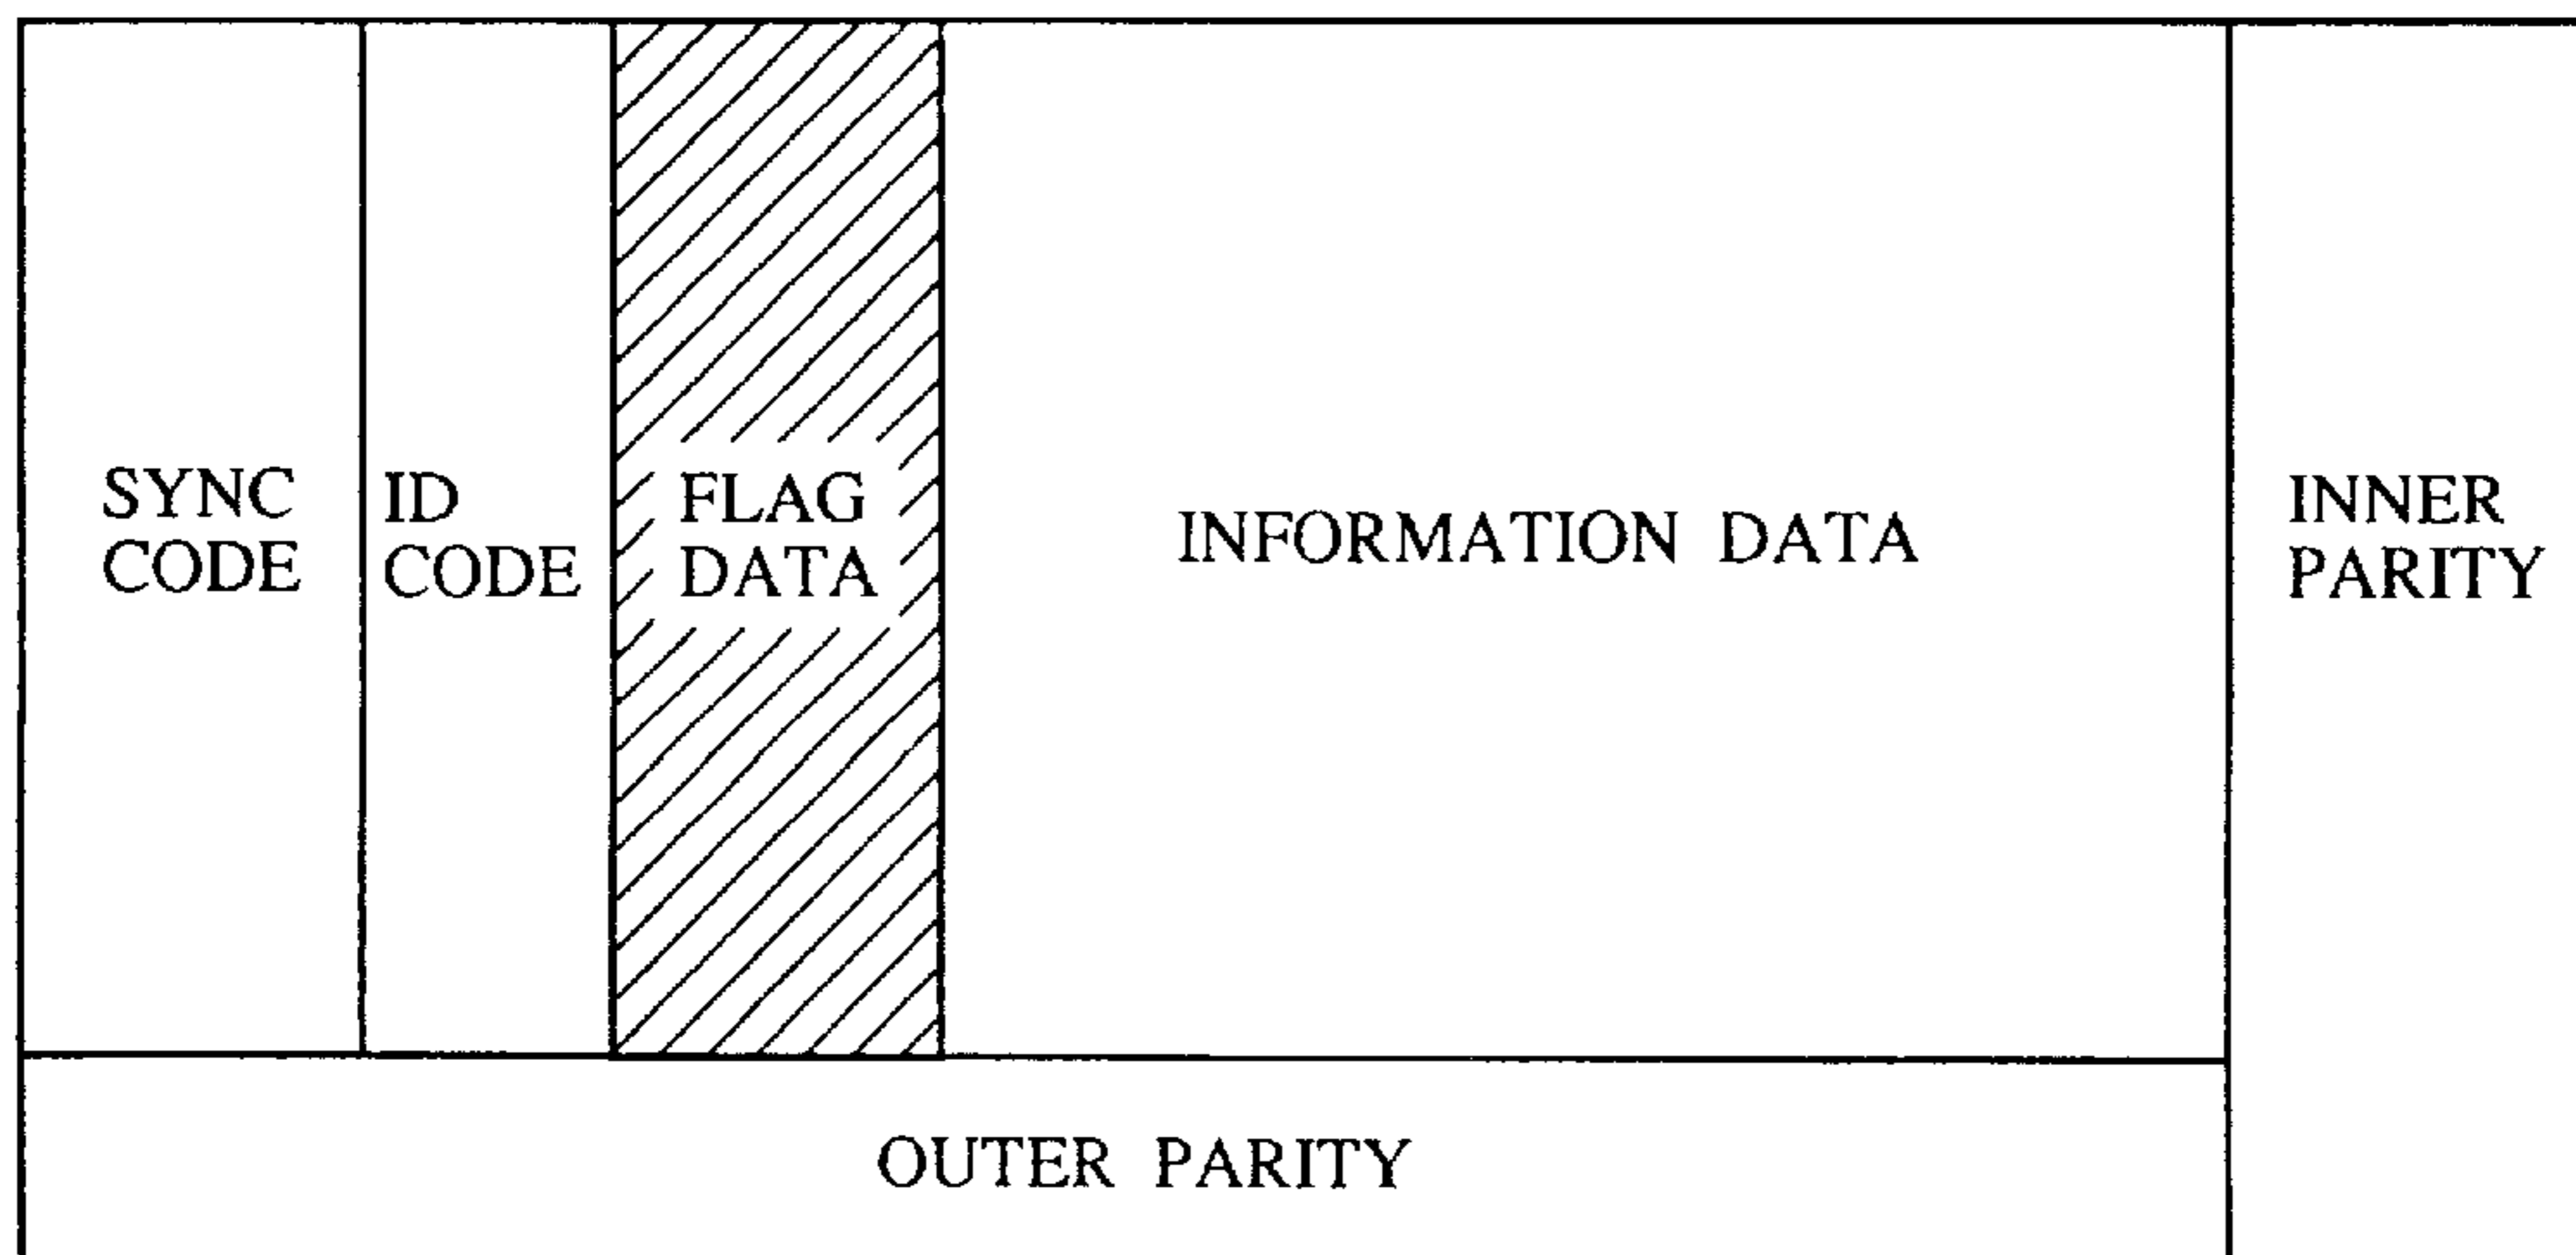 SYNC
CODE
ID
CODE
FLAG
DATA
INFORMATION DATA
INNER
PARITY
OUTER PARITY